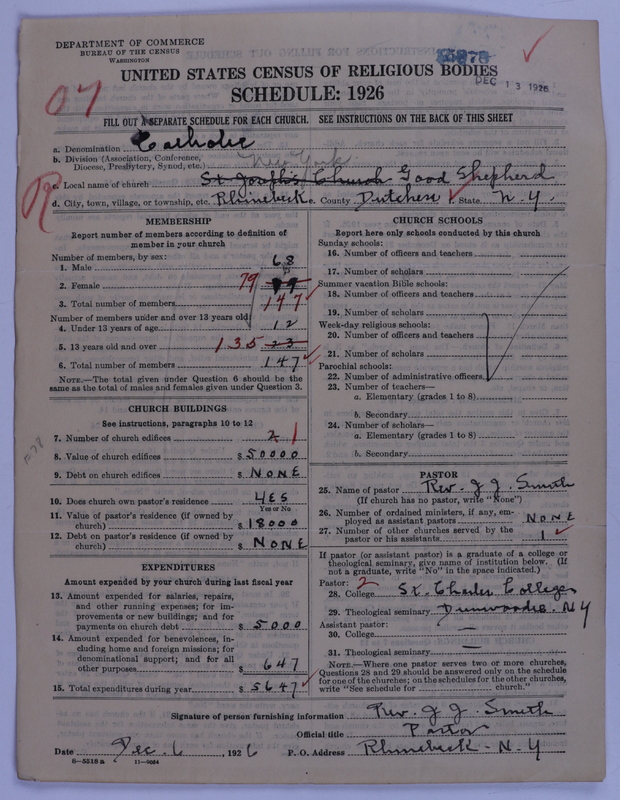 DEPARTMENT OF COMMERCE
BUREAU OF THE CENSUS
WASHINGTON
DEC 13 1926
UNITED STATES CENSUS OF RELIGIOUS BODIES
SCHEDULE: 1926
07
FILL OUT A SEPARATE SCHEDULE FOR EACH CHURCH. SEE INSTRUCTIONS ON THE BACK OF THIS SHEET
a. Denomination Catholic
b. Division (Association, Conference, Diocese, Presbytery, Synod, etc.) New York
R
c. Local name of church St Joseph's Church Good Shepherd
d. City, town, village, or township, etc. Rhinebeck e. County Dutchess f. State N.Y.
MEMBERSHIP
Report number of members according to definition of
member in your church
Number of members, by sex:
1. Male 68
2. Female 79
3. Total number of members 147
Number of members under and over 13 years old:
4. Under 13 years of age 12
5. 13 years old and over 135 23
6. Total number of members 147
NOTE.—The total given under Question 6 should be
same as the total of males and females given under Question 3.
CHURCH BUILDINGS
See instructions, paragraphs 10 to 12
7. Number of church edifices 2 1
8. Value of church edifices $ 50000
9. Debt on church edifices $ NONE
10. Does church own pastor's residence YES
Yes or No
11. Value of pastor's residence (if owned by
church) $ 18000
12. Debt on pastor's residence (if owned by
church) $ NONE
EXPENDITURES
Amount expended by your church during last fiscal year
13. Amount expended for salaries, repairs,
and other running expenses; for im-
provements or new buildings; and for
payments on church debt $ 5000
14. Amount expended for benevolences, in-
cluding home and foreign missions; for
denominational support; and for all
other purposes $ 647
15. Total expenditures during year $ 5647
CHURCH SCHOOLS
Report here only schools conducted by this church
Sunday schools:
16. Number of officers and teachers
17. Number of scholars
Summer vacation Bible schools:
18. Number of officers and teachers
19. Number of scholars
Week-day religious schools:
20. Number of officers and teachers
21. Number of scholars
Parochial schools:
22. Number of administrative officers
23. Number of teachers—
a. Elementary (grades 1 to 8)
b. Secondary
24. Number of scholars—
a. Elementary (grades 1 to 8)
b. Secondary
PASTOR
25. Name of pastor Rev. J J. Smith
(If church has no pastor, write "None")
26. Number of ordained ministers, if any, em-
ployed as assistant pastors NONE
27. Number of other churches served by the
pastor or his assistants 1
If pastor (or assistant pastor) is a graduate of a college or
theological seminary, give name of institution below. (If
not a graduate, write "No" in the space indicated.)
Pastor: 2
28. College St. Charles College
29. Theological seminary Dunwoodie. N Y
Assistant pastor:
30. College —
31. Theological seminary —
NOTE.—Where one pastor serves two or more churches,
Questions 28 and 29 should be answered only on the schedule
for one of the churches; on the schedules for the other churches,
write "See schedule for church."
Signature of person furnishing information Rev. J J. Smith
Official title Pastor
Date Dec. 6, 1926 P. O. Address Rhinebeck - N. Y
8—5318 a 11—9054